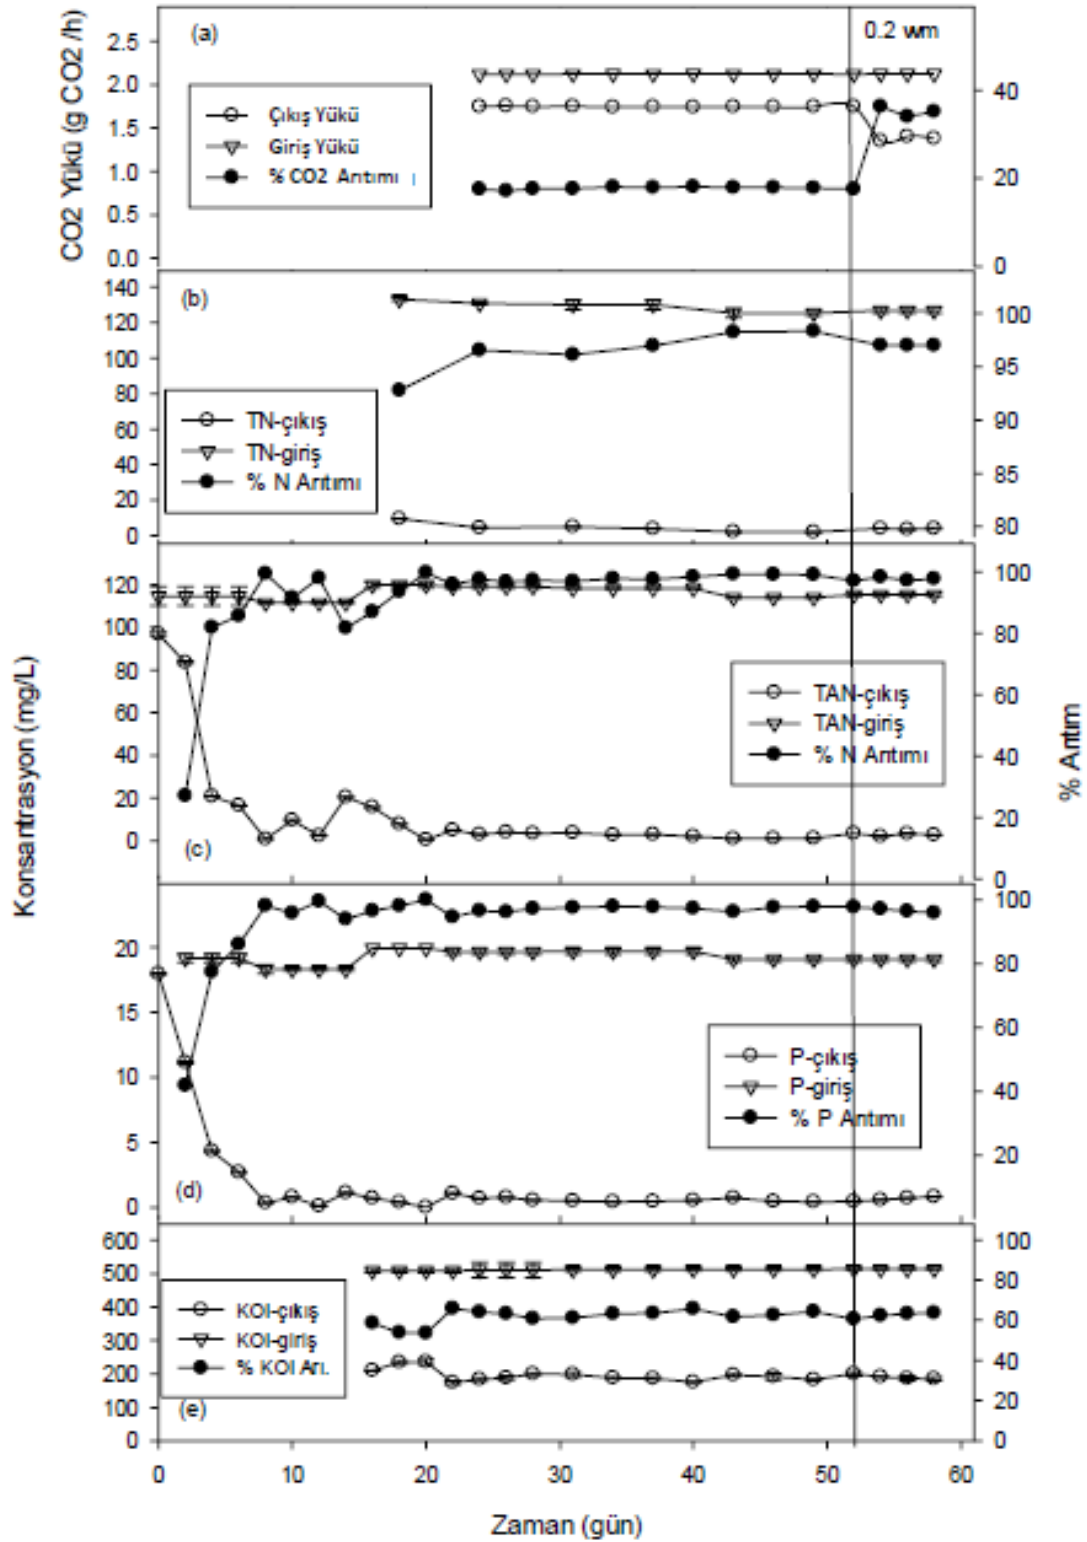 (a)
0.2 wm
CO2 Yükü (g CO2 /h)
2.5
2.0
1.5
1.0
0.5
0.0
Çıkış Yükü
Giriş Yükü
% CO2 Arıtımı
40
20
0
(b)
140
120
100
80
60
40
20
0
TN-çıkış
TN-giriş
% N Arıtımı
100
95
90
85
80
Konsantrasyon (mg/L)
120
100
80
60
40
20
0
(c)
TAN-çıkış
TAN-giriş
% N Arıtımı
100
80
60
40
20
0
% Arıtım
20
15
10
5
0
(d)
P-çıkış
P-giriş
% P Arıtımı
100
80
60
40
20
600
500
400
300
200
100
0
KOI-çıkış
KOI-giriş
% KOI Arı.
(e)
100
80
60
40
20
0
0 10 20 30 40 50 60
Zaman (gün)